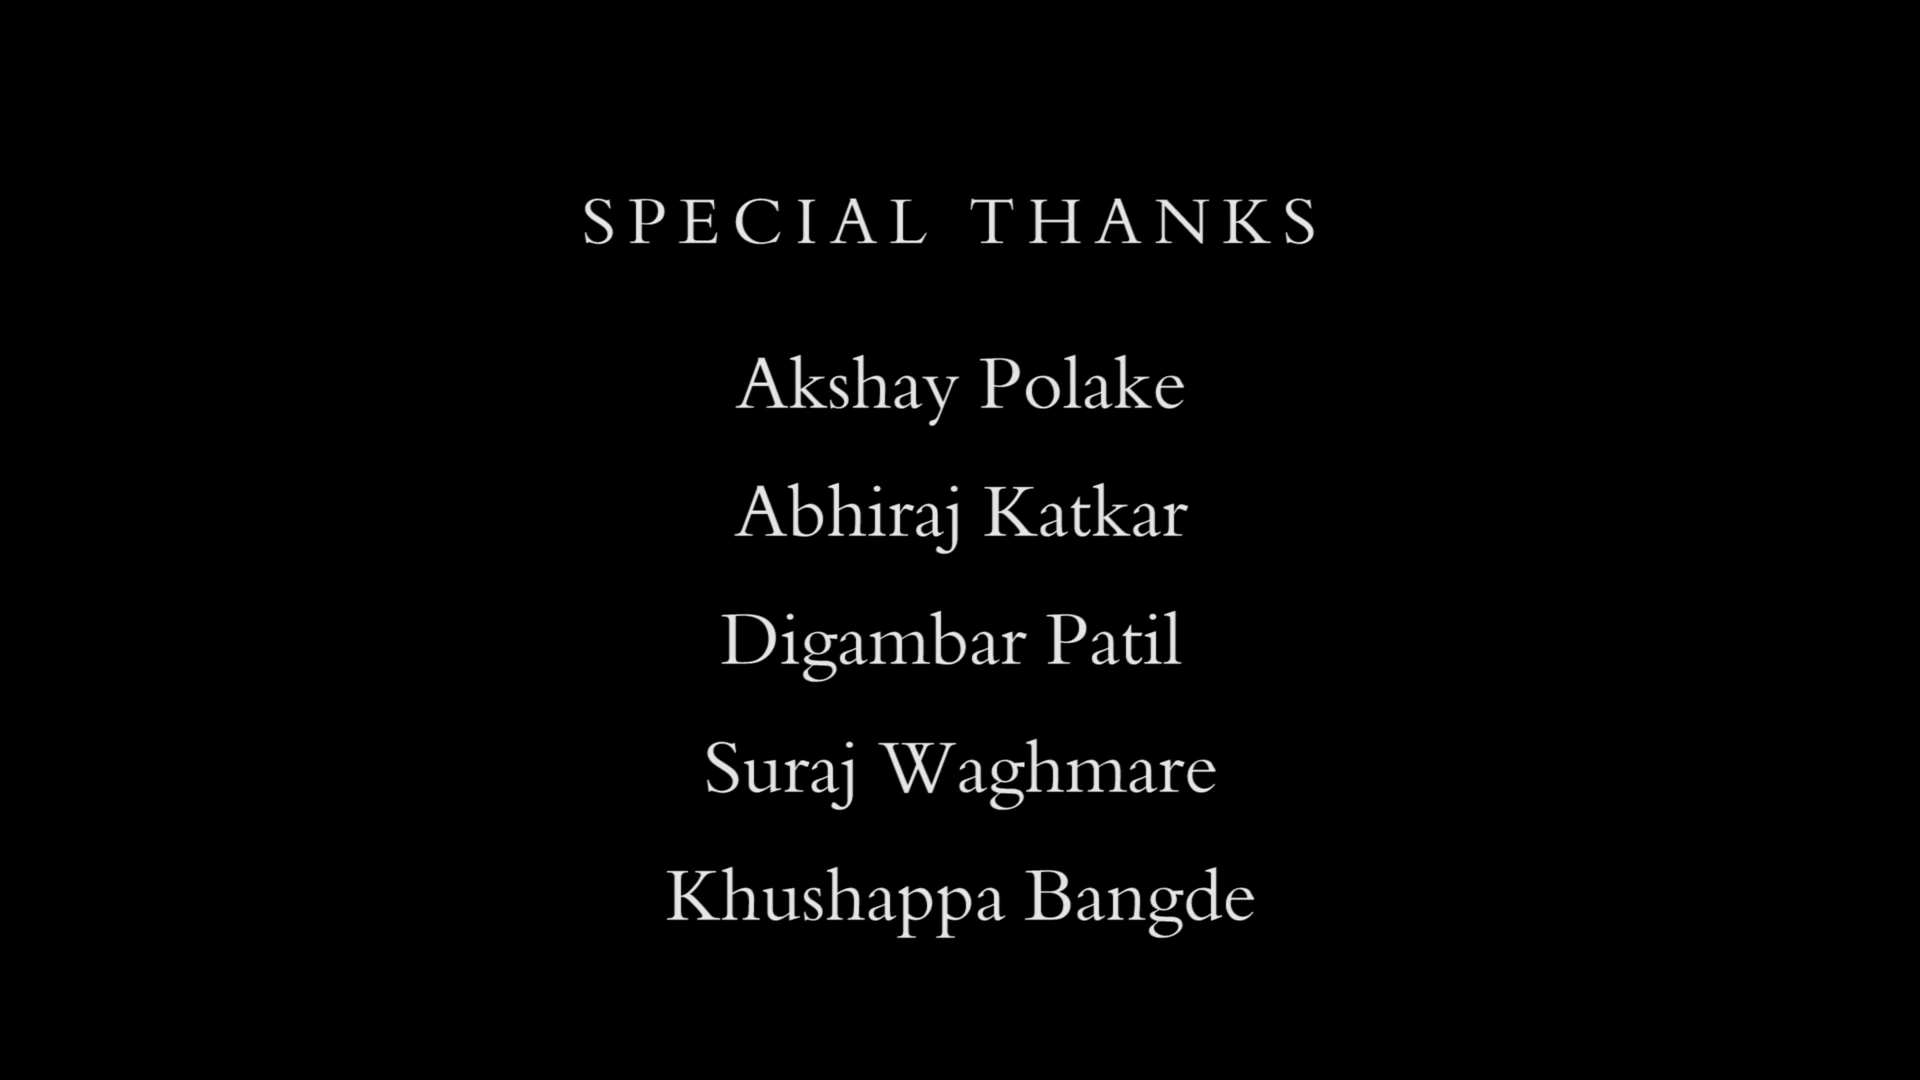 SPECIAL THANKS
Akshay Polake
Abhiraj Katkar
Digambar Patil
Suraj Waghmare
Khushappa Bangde